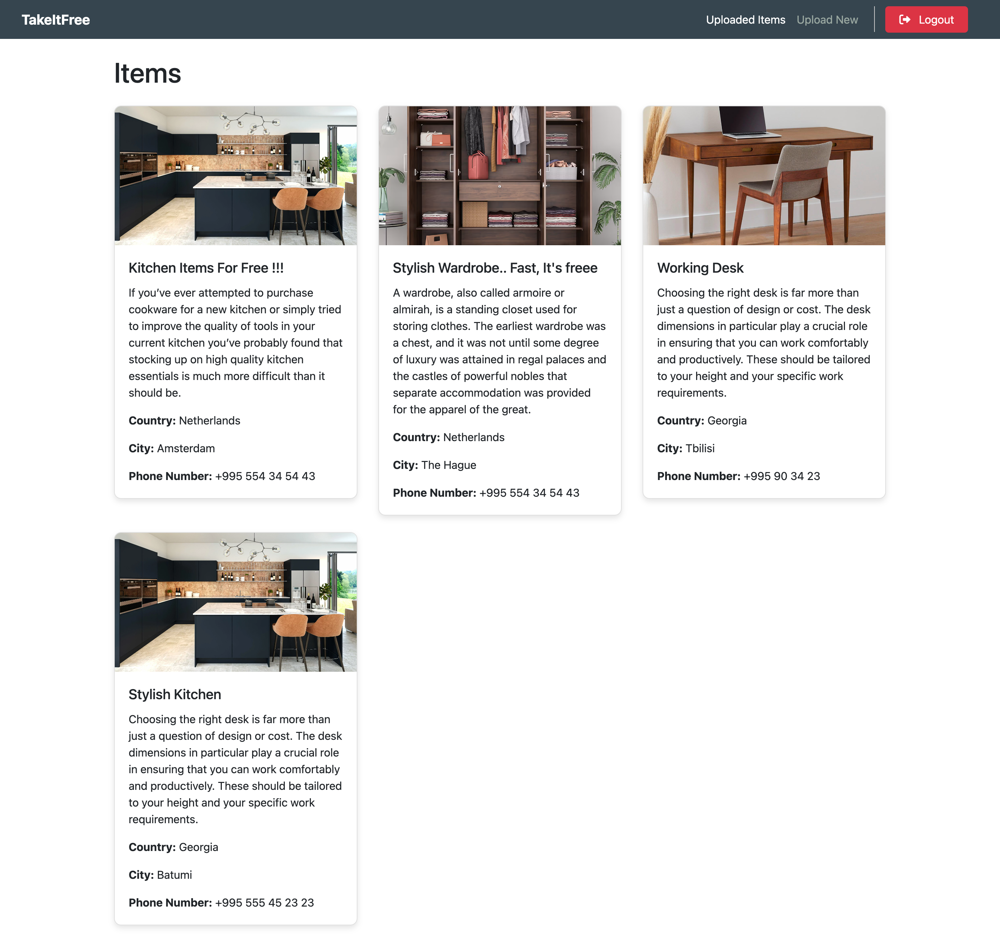 TakeItFree
Uploaded Items
Upload New
Logout
Items
Kitchen Items For Free !!!
If you’ve ever attempted to purchase
cookware for a new kitchen or simply tried
to improve the quality of tools in your
current kitchen you’ve probably found that
stocking up on high quality kitchen
essentials is much more difficult than it
should be.
Country: Netherlands
City: Amsterdam
Phone Number: +995 554 34 54 43
Stylish Wardrobe.. Fast, It's freee
A wardrobe, also called armoire or
almirah, is a standing closet used for
storing clothes. The earliest wardrobe was
a chest, and it was not until some degree
of luxury was attained in regal palaces and
the castles of powerful nobles that
separate accommodation was provided
for the apparel of the great.
Country: Netherlands
City: The Hague
Phone Number: +995 554 34 54 43
Working Desk
Choosing the right desk is far more than
just a question of design or cost. The desk
dimensions in particular play a crucial role
in ensuring that you can work comfortably
and productively. These should be tailored
to your height and your specific work
requirements.
Country: Georgia
City: Tbilisi
Phone Number: +995 90 34 23
Stylish Kitchen
Choosing the right desk is far more than
just a question of design or cost. The desk
dimensions in particular play a crucial role
in ensuring that you can work comfortably
and productively. These should be tailored
to your height and your specific work
requirements.
Country: Georgia
City: Batumi
Phone Number: +995 555 45 23 23